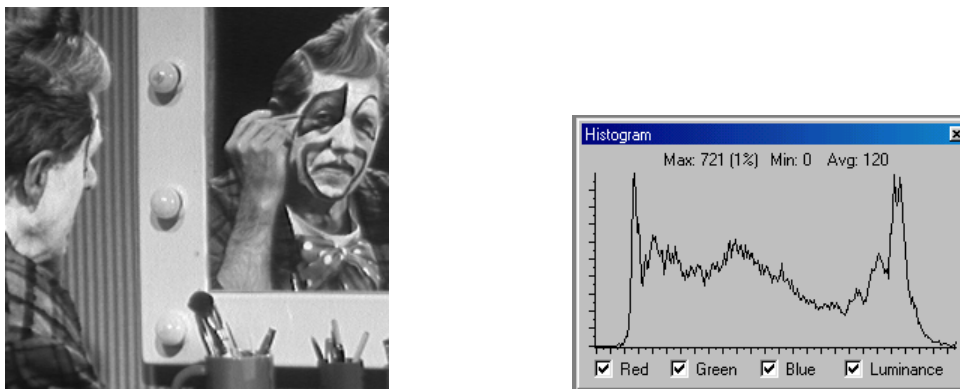 Histogram
Max: 721 (1%) Min: 0 Avg: 120
Red Green Blue Luminance